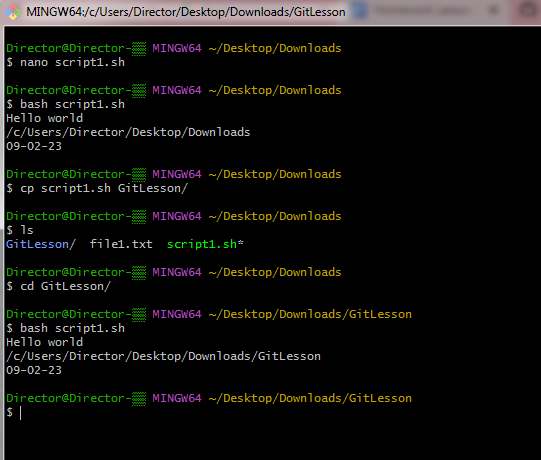 MINGW64:/c/Users/Director/Desktop/Downloads/GitLesson
Director@Director-▒▒ MINGW64 ~/Desktop/Downloads
$ nano script1.sh
Director@Director-▒▒ MINGW64 ~/Desktop/Downloads
$ bash script1.sh
Hello world
/c/Users/Director/Desktop/Downloads
09-02-23
Director@Director-▒▒ MINGW64 ~/Desktop/Downloads
$ cp script1.sh GitLesson/
Director@Director-▒▒ MINGW64 ~/Desktop/Downloads
$ ls
GitLesson/ file1.txt script1.sh*
Director@Director-▒▒ MINGW64 ~/Desktop/Downloads
$ cd GitLesson/
Director@Director-▒▒ MINGW64 ~/Desktop/Downloads/GitLesson
$ bash script1.sh
Hello world
/c/Users/Director/Desktop/Downloads/GitLesson
09-02-23
Director@Director-▒▒ MINGW64 ~/Desktop/Downloads/GitLesson
$